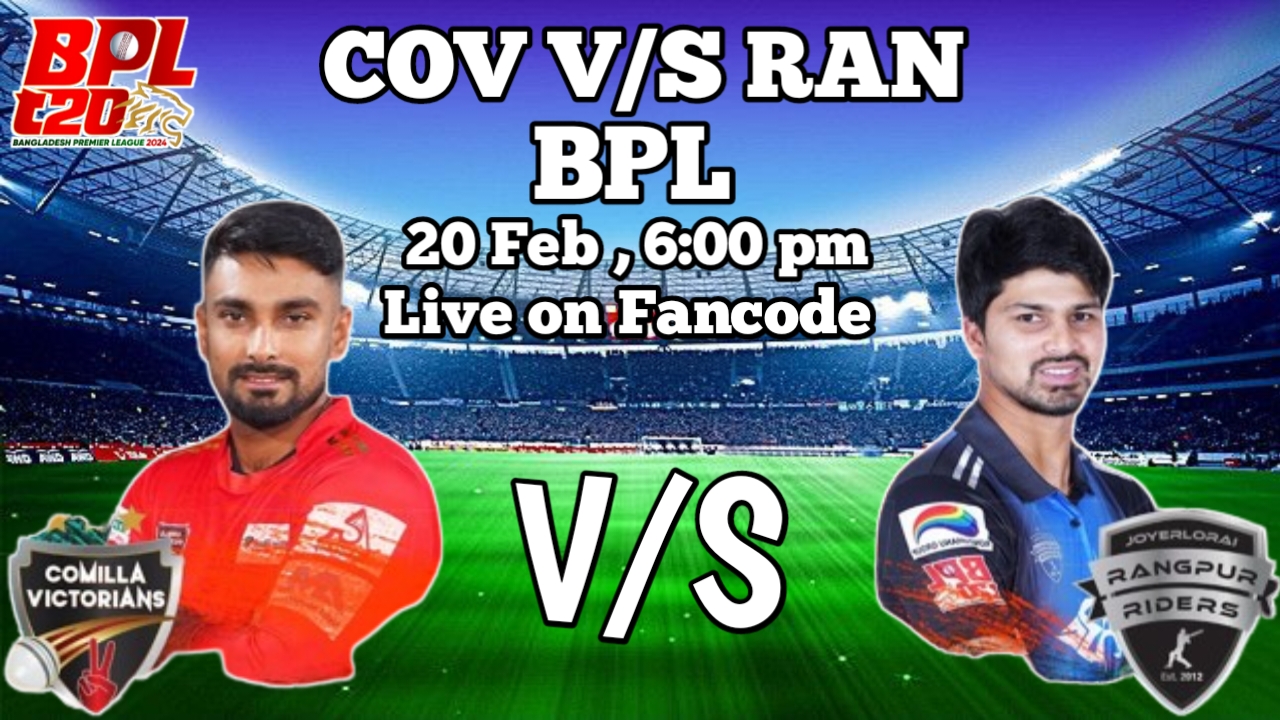 BPL
t20
BANGLADESH PREMIER LEAGUE 2024
COV V/S RAN
BPL
20 Feb , 6:00 pm
Live on Fancode
V/S
COMILLA
VICTORIANS
JOYERLORAI
RANGPUR
RIDERS
Est. 2012